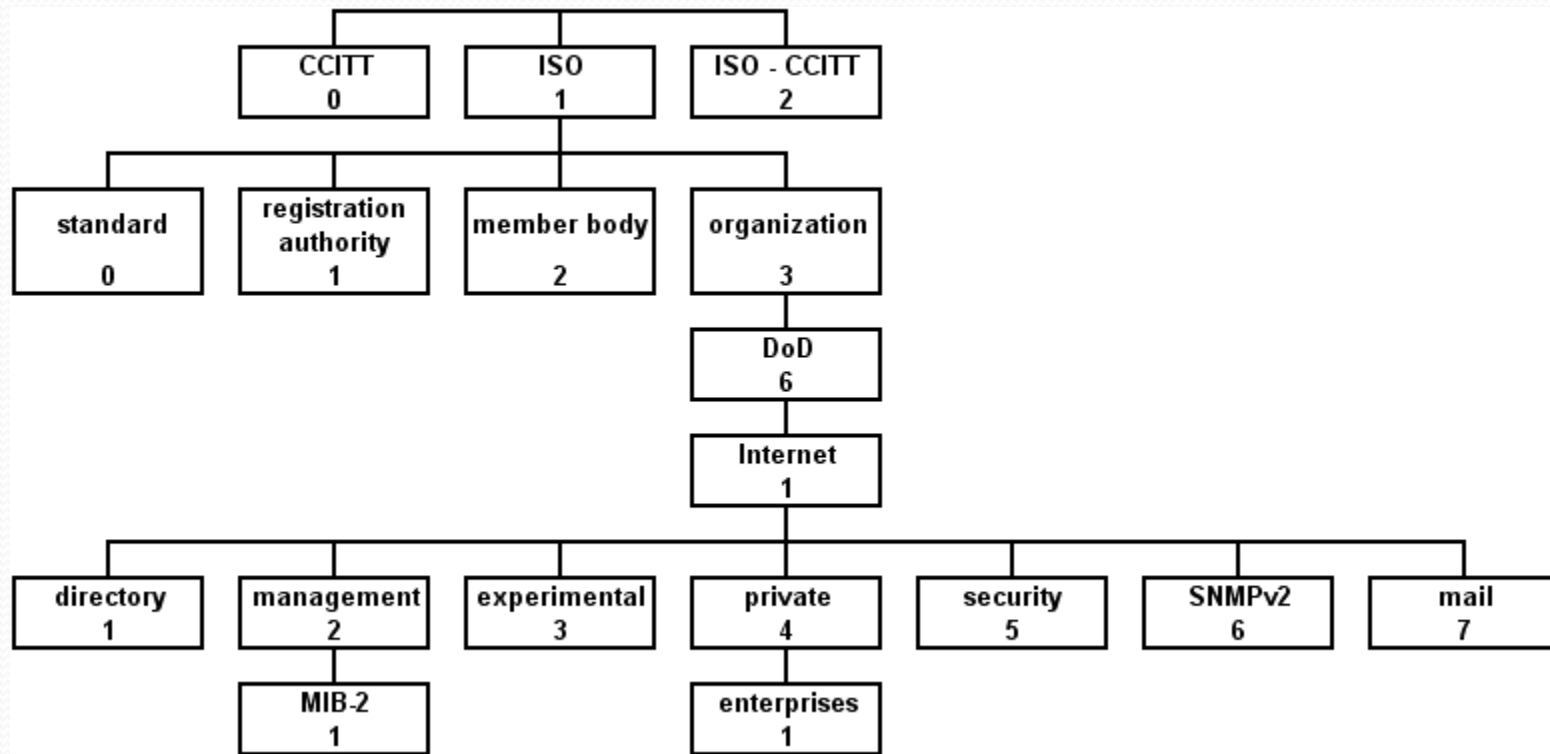 CCITT
0
ISO
1
ISO - CCITT
2
standard
0
registration
authority
1
member body
2
organization
3
DoD
6
Internet
1
directory
1
management
2
experimental
3
private
4
security
5
SNMPv2
6
mail
7
MIB-2
1
enterprises
1